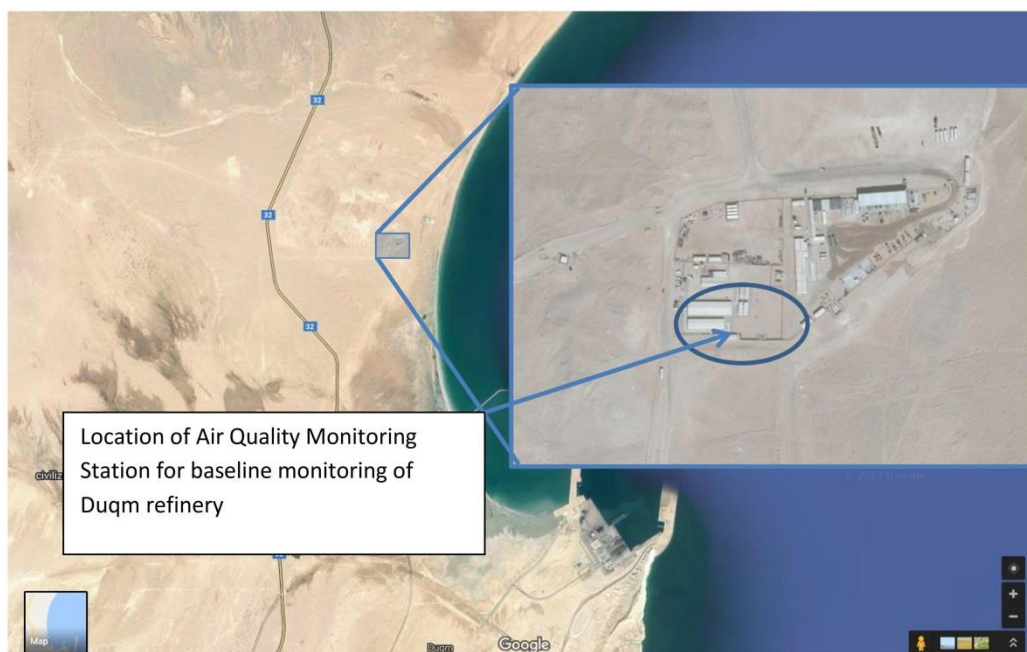 32
32
32
Location of Air Quality Monitoring
Station for baseline monitoring of
Duqm refinery
civiliz
© 2017 Google
Map
Duqm
Google